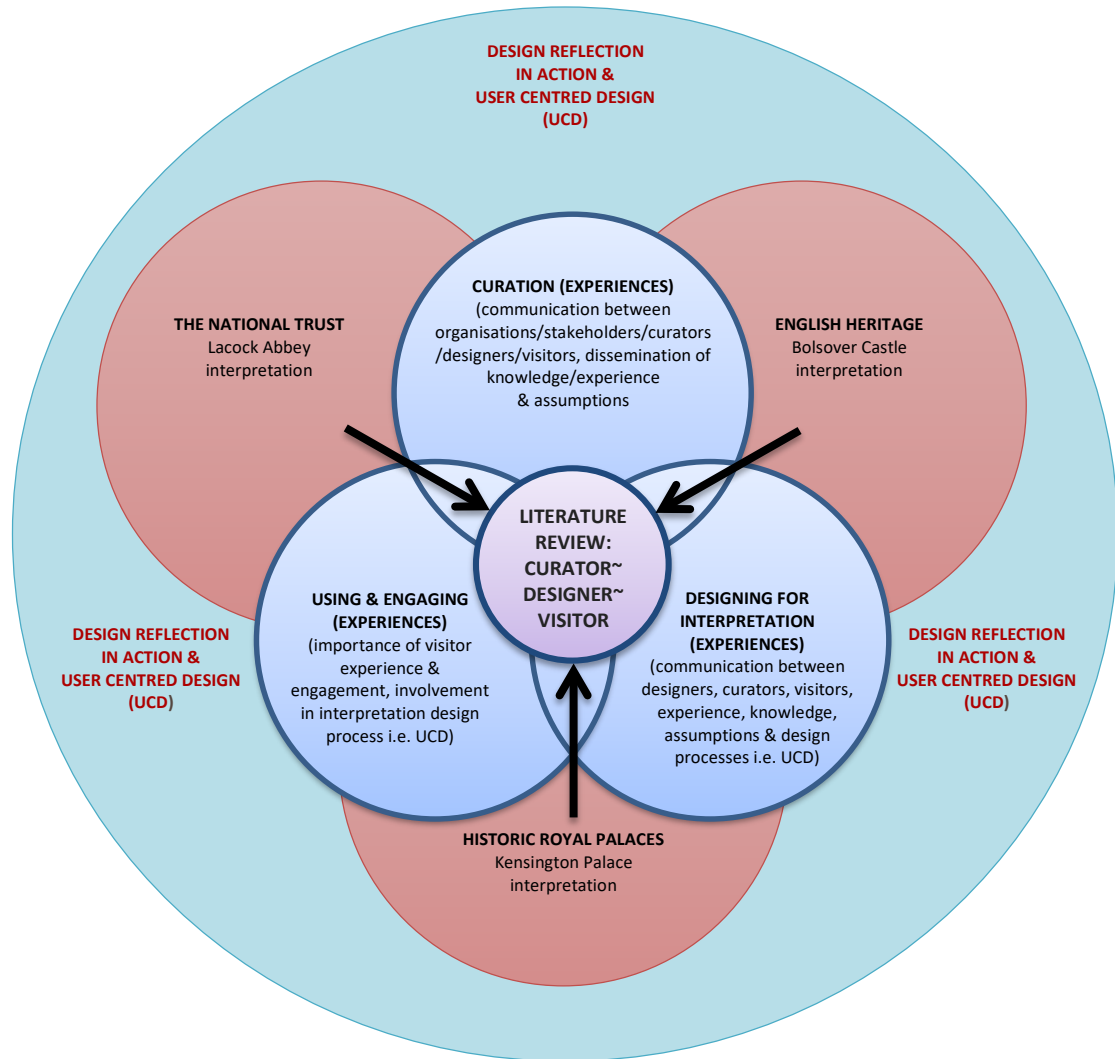 DESIGN REFLECTION
IN ACTION &
USER CENTRED DESIGN
(UCD)
CURATION (EXPERIENCES)
(communication between
organisations/stakeholders/curators
/designers/visitors, dissemination of
knowledge/experience
& assumptions
THE NATIONAL TRUST
Lacock Abbey
interpretation
ENGLISH HERITAGE
Bolsover Castle
interpretation
LITERATURE
REVIEW:
CURATOR~
DESIGNER~
VISITOR
USING & ENGAGING
(EXPERIENCES)
(importance of visitor
experience &
engagement, involvement
in interpretation design
process i.e. UCD)
DESIGNING FOR
INTERPRETATION
(EXPERIENCES)
(communication between
designers, curators, visitors,
experience, knowledge,
assumptions & design
processes i.e. UCD)
DESIGN REFLECTION
IN ACTION &
USER CENTRED DESIGN
(UCD)
DESIGN REFLECTION
IN ACTION &
USER CENTRED DESIGN
(UCD)
HISTORIC ROYAL PALACES
Kensington Palace
interpretation